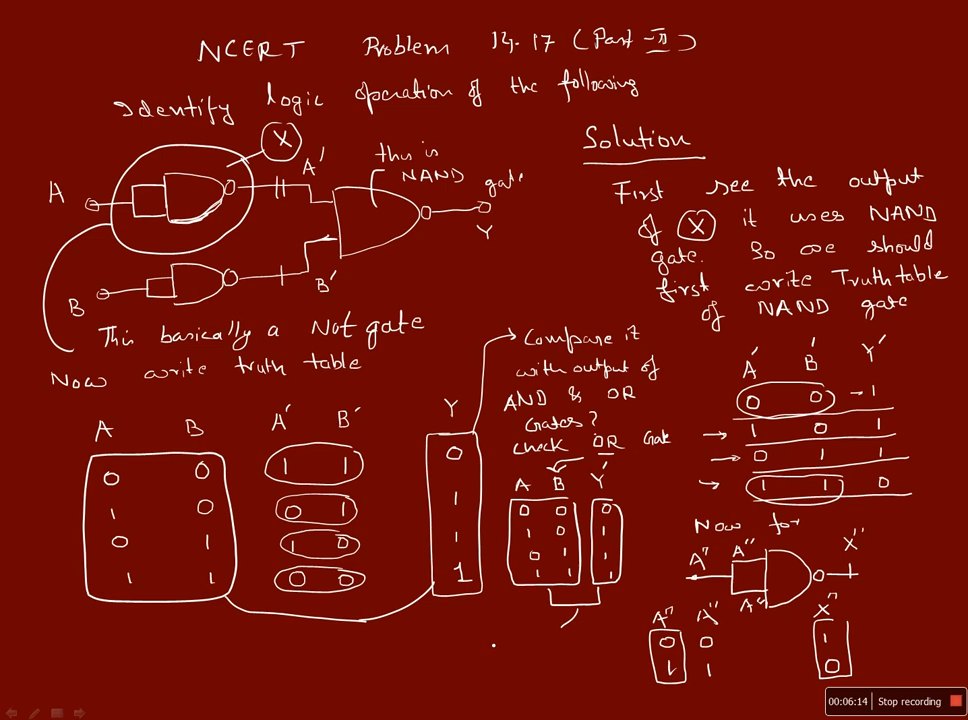 NCERT Problem 14.17 (Part-II)
Identify logic operation of the following
X
A
A'
this is
NAND gate
Y
B
B'
This basically a Not gate
Now write truth table
A B A' B' Y
0 0 1 1 0
1 0 0 1 1
0 1 1 0 1
1 1 0 0 1
Compare it
with output of
AND & OR
Gates?
check OR Gate
A B Y'
0 0 0
1 0 1
0 1 1
1 1 1
Solution
First see the output
of X it uses NAND
gate. So we should
first write Truth table
of NAND gate
A' B' Y'
0 0 1
1 0 1
0 1 1
1 1 0
Now for
A'' A'' X''
A''
A'' A'' X''
0 0 1
1 1 0
00:06:14 Stop recording